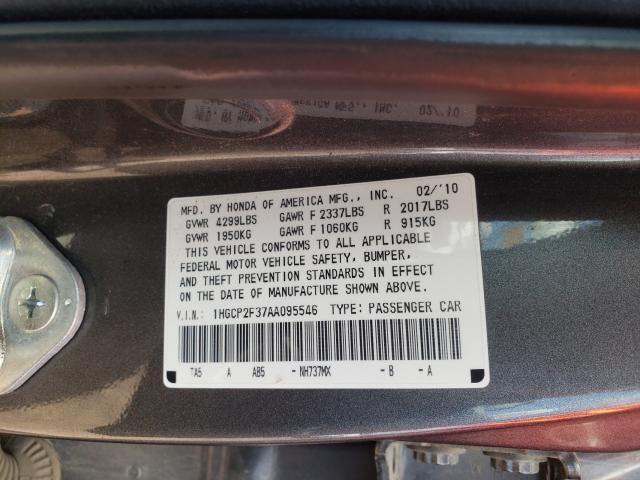 MFD. BY HONDA OF AMERICA MFG., INC. 02/'10
GVWR 4299LBS GAWR F 2337LBS R 2017LBS
GVWR 1950KG GAWR F 1060KG R 915KG
THIS VEHICLE CONFORMS TO ALL APPLICABLE
FEDERAL MOTOR VEHICLE SAFETY, BUMPER,
AND THEFT PREVENTION STANDARDS IN EFFECT
ON THE DATE OF MANUFACTURE SHOWN ABOVE.
V.I.N.: 1HGCP2F37AA095546 TYPE: PASSENGER CAR
TA5 A AB5 -NH737MX -B -A